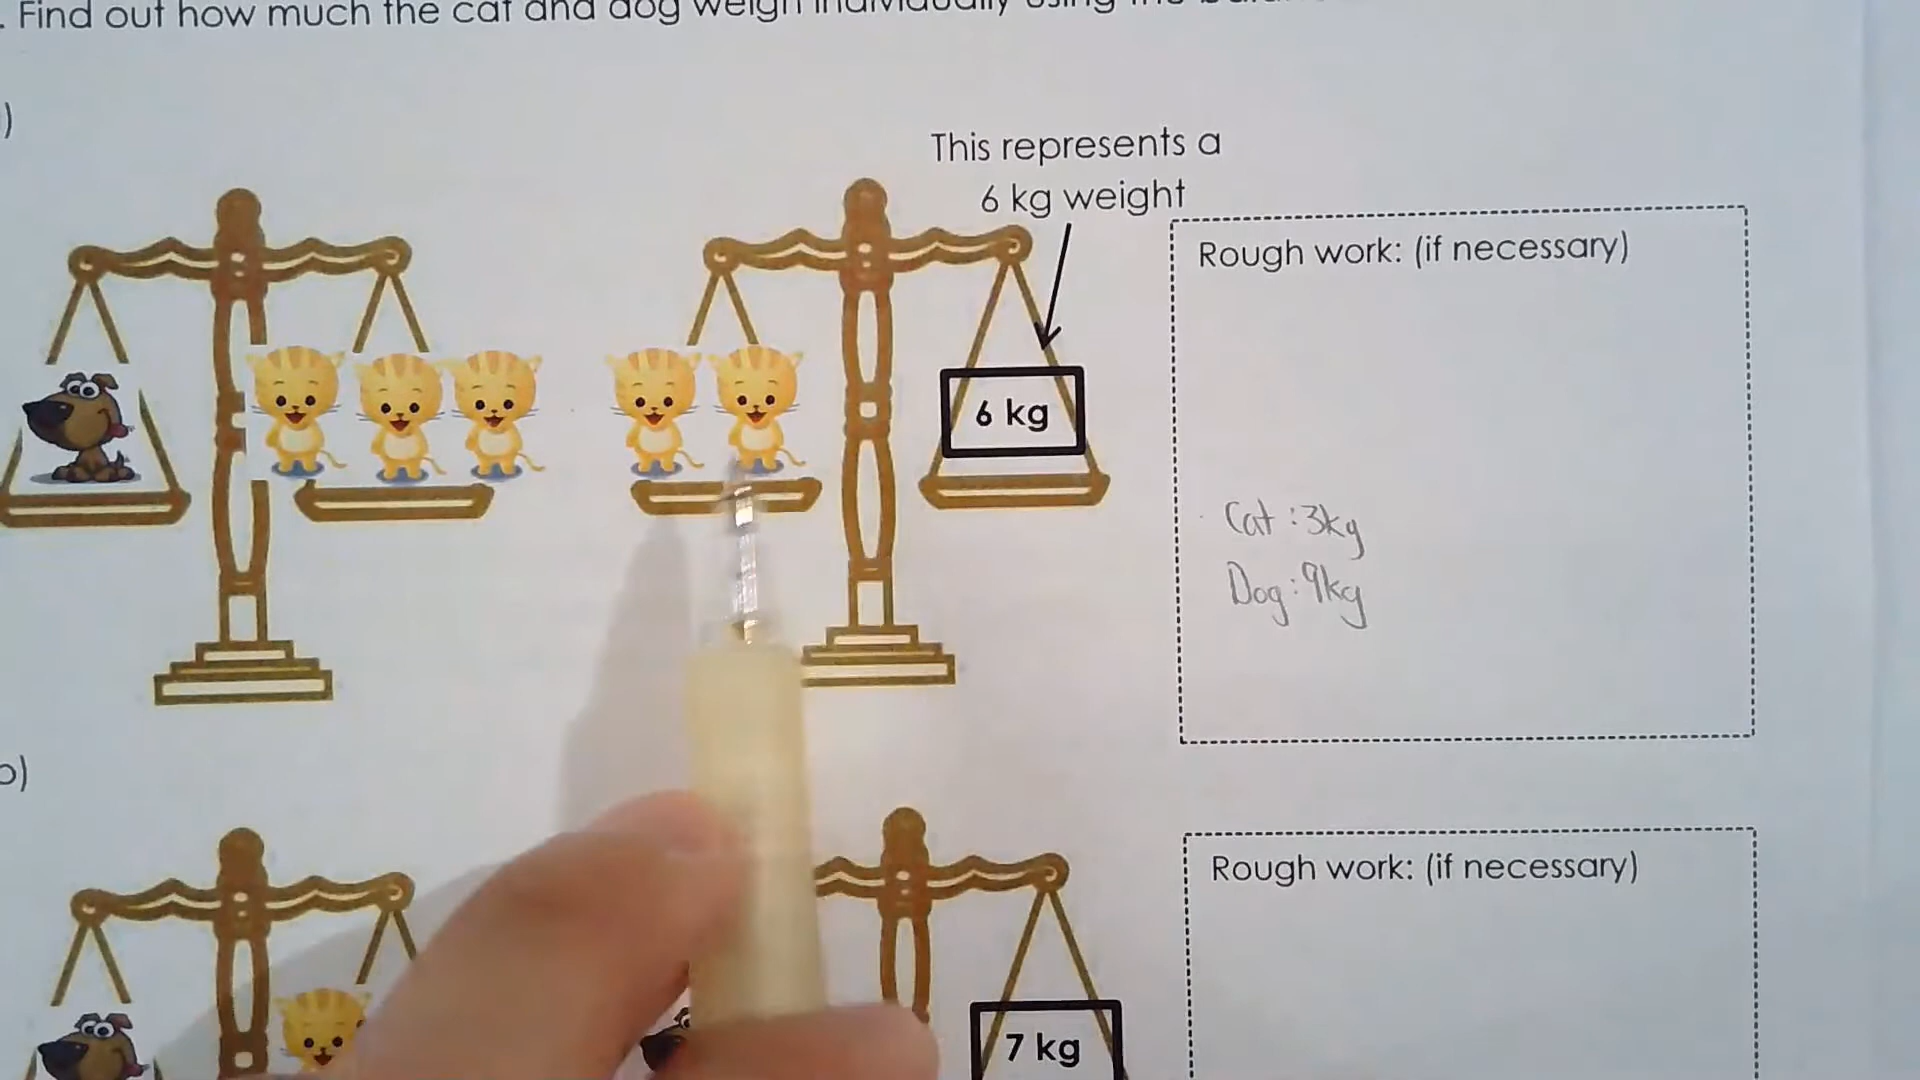 . Find out how much the cat and dog weigh individually using the
)
This represents a
6 kg weight
Rough work: (if necessary)
6 kg
Cat : 3kg
Dog : 9kg
b)
Rough work: (if necessary)
7 kg